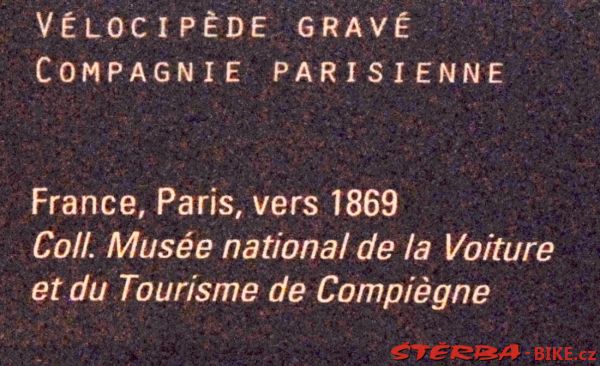 VÉLOCIPÈDE GRAVÉ
COMPAGNIE PARISIENNE
France, Paris, vers 1869
Coll. Musée national de la Voiture
et du Tourisme de Compiègne
STERBA-BIKE.cz